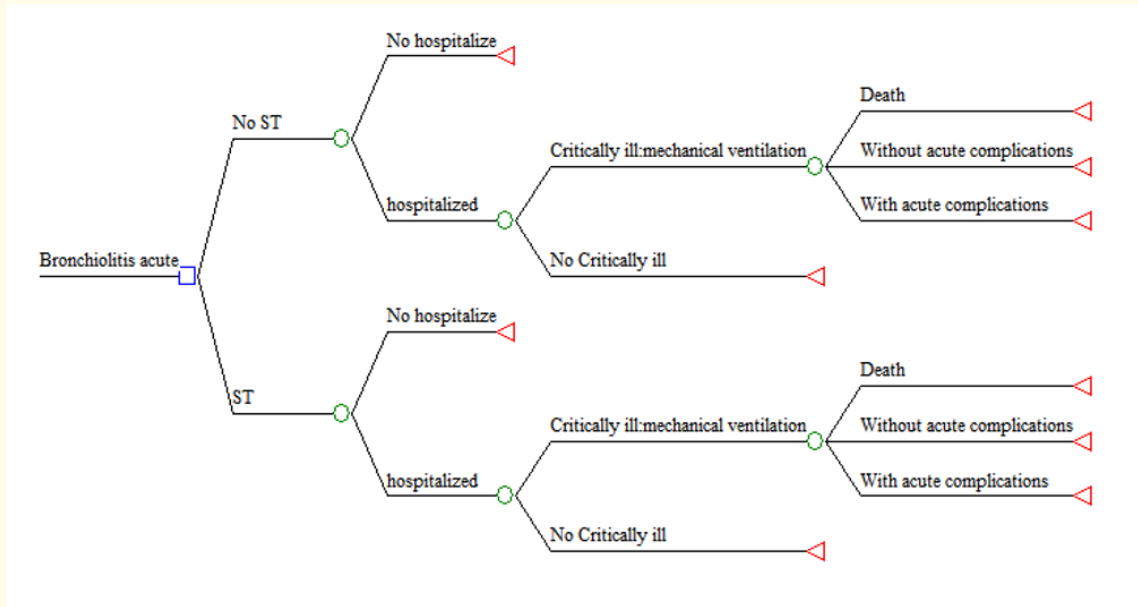 No hospitalize
Death
No ST
Critically ill:mechanical ventilation
Without acute complications
hospitalized
With acute complications
Bronchiolitis acute
No Critically ill
No hospitalize
Death
ST
Critically ill:mechanical ventilation
Without acute complications
hospitalized
With acute complications
No Critically ill